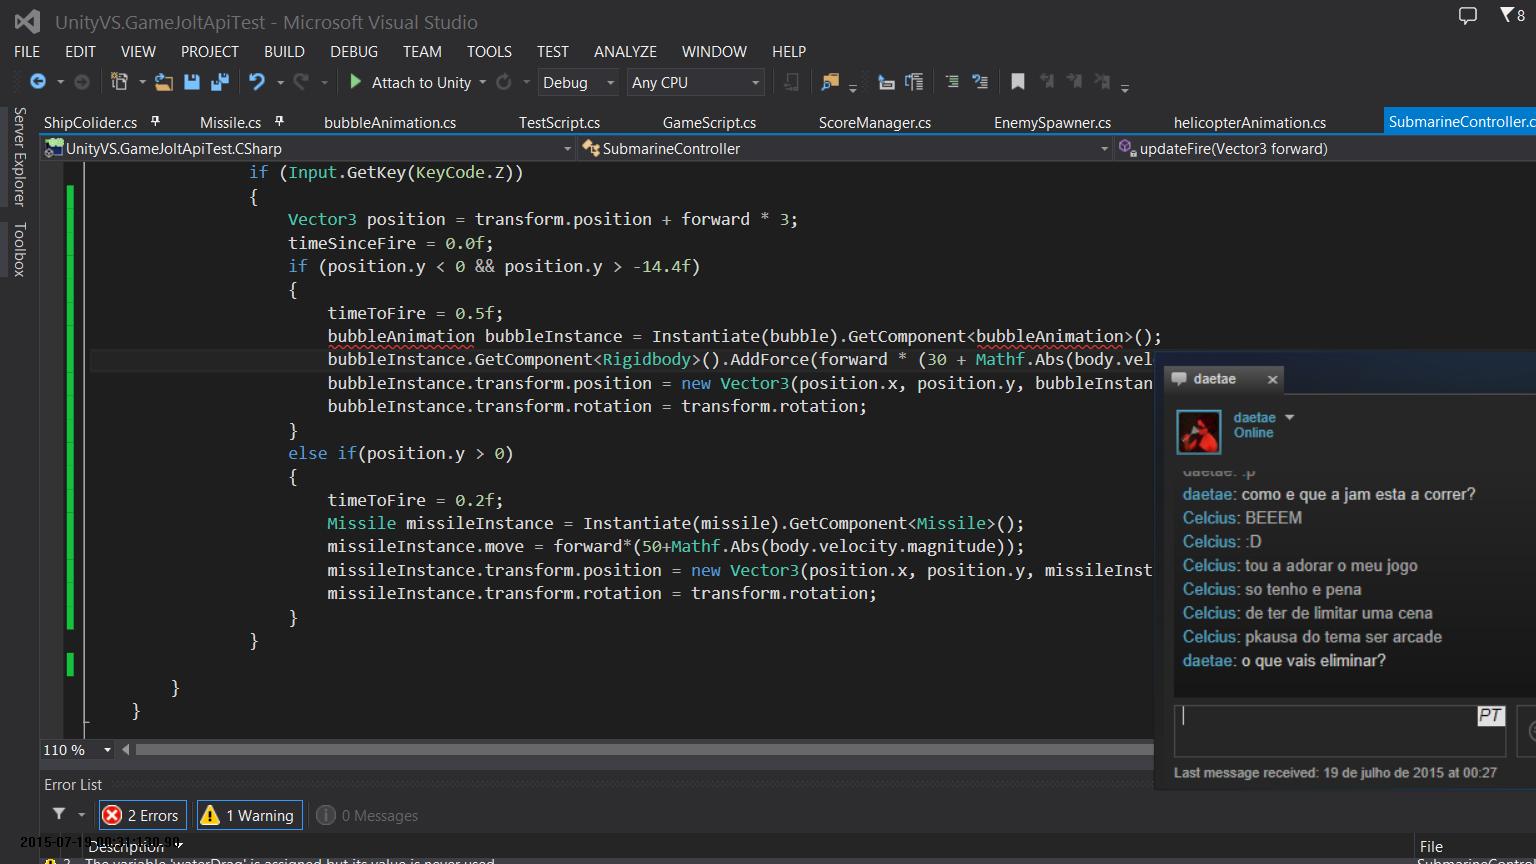 UnityVS.GameJoltApiTest - Microsoft Visual Studio
8
FILE EDIT VIEW PROJECT BUILD DEBUG TEAM TOOLS TEST ANALYZE WINDOW HELP
Attach to Unity Debug Any CPU
Server Explorer
Toolbox
ShipColider.cs Missile.cs bubbleAnimation.cs TestScript.cs GameScript.cs ScoreManager.cs EnemySpawner.cs helicopterAnimation.cs SubmarineController.c
UnityVS.GameJoltApiTest.CSharp SubmarineController updateFire(Vector3 forward)
if (Input.GetKey(KeyCode.Z))
{
Vector3 position = transform.position + forward * 3;
timeSinceFire = 0.0f;
if (position.y < 0 && position.y > -14.4f)
{
timeToFire = 0.5f;
bubbleAnimation bubbleInstance = Instantiate(bubble).GetComponent<bubbleAnimation>();
bubbleInstance.GetComponent<Rigidbody>().AddForce(forward * (30 + Mathf.Abs(body.vel
bubbleInstance.transform.position = new Vector3(position.x, position.y, bubbleInstan
bubbleInstance.transform.rotation = transform.rotation;
}
else if(position.y > 0)
{
timeToFire = 0.2f;
Missile missileInstance = Instantiate(missile).GetComponent<Missile>();
missileInstance.move = forward*(50+Mathf.Abs(body.velocity.magnitude));
missileInstance.transform.position = new Vector3(position.x, position.y, missileInst
missileInstance.transform.rotation = transform.rotation;
}
}
}
}
daetae
daetae
Online
daetae: :p
daetae: como e que a jam esta a correr?
Celcius: BEEEM
Celcius: :D
Celcius: tou a adorar o meu jogo
Celcius: so tenho e pena
Celcius: de ter de limitar uma cena
Celcius: pkausa do tema ser arcade
daetae: o que vais eliminar?
PT
Last message received: 19 de julho de 2015 at 00:27
110 %
Error List
2 Errors 1 Warning 0 Messages
Description File
The variable 'waterDrag' is assigned but its value is never used SubmarineContro